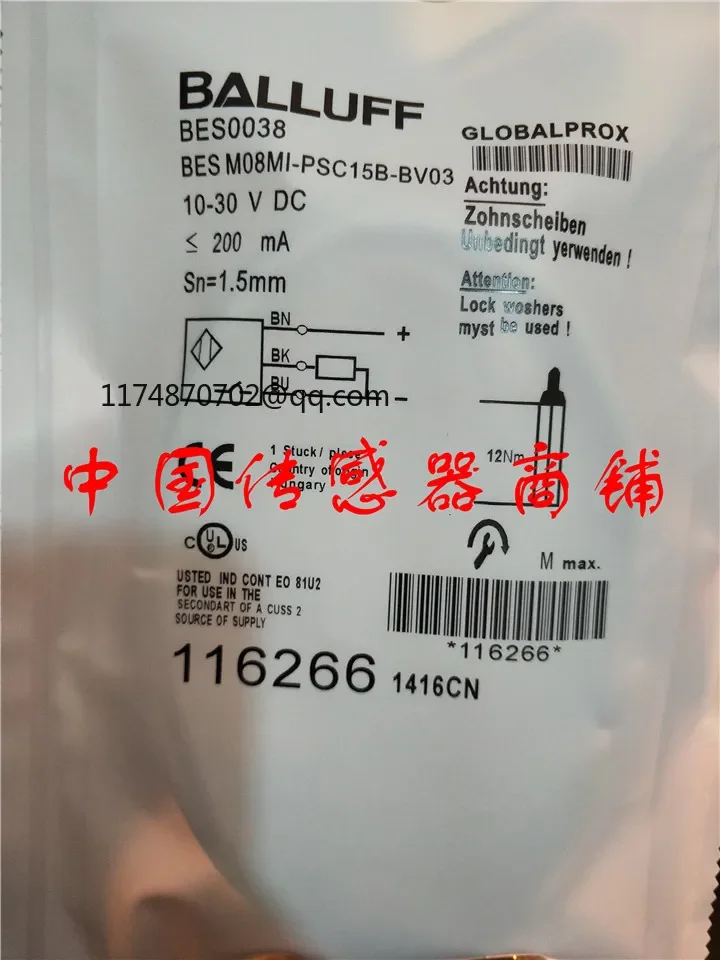 BALLUFF
BES0038
BES M08MI-PSC15B-BV03
10-30 V DC
≤ 200 mA
Sn=1.5mm
GLOBALPROX
Achtung:
Zohnscheiben
Unbedingt yerwenden !
Attention:
Lock woshers
myst be used !
BN
+
BK
BU
-
1174870702@qq.com
12Nm
CE
1 Stuck/ piece
Country of origin
Hungary
中国传感器商铺
C UL US
M max.
USTED IND CONT EO 81U2
FOR USE IN THE
SECONDART OF A CUSS 2
SOURCE OF SUPPLY
*116266*
116266 1416CN